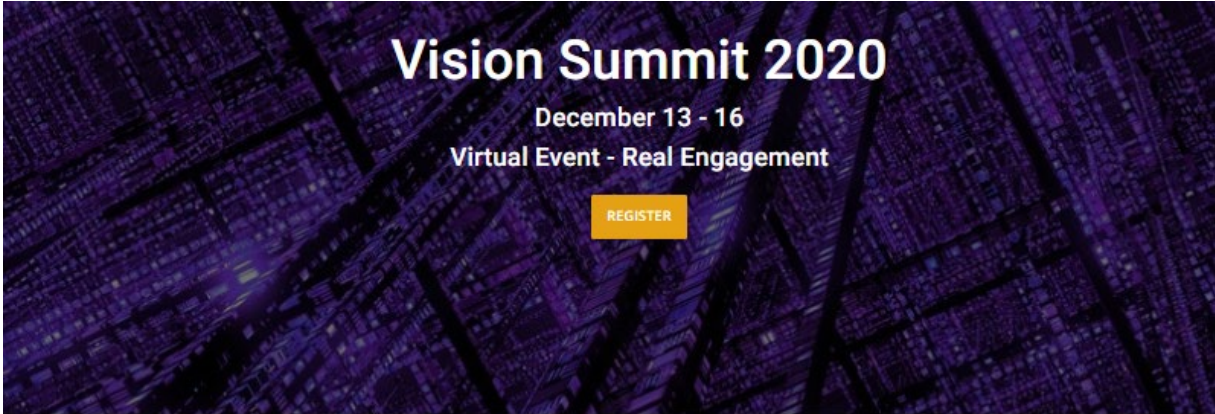 Vision Summit 2020
December 13 - 16
Virtual Event - Real Engagement
REGISTER